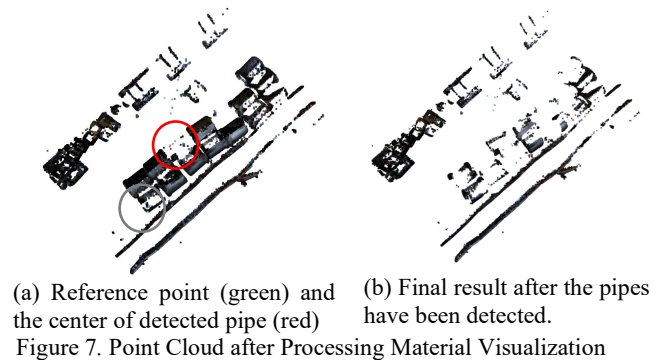 (a) Reference point (green) and
the center of detected pipe (red)
(b) Final result after the pipes
have been detected.
Figure 7. Point Cloud after Processing Material Visualization